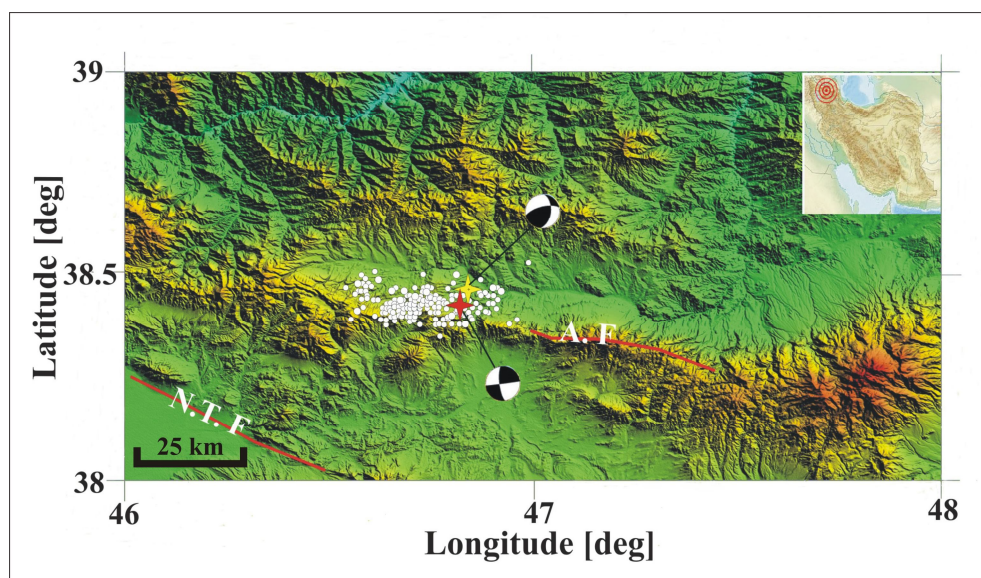 39
Latitude [deg]
38.5
A. F
N.T. F
25 km
38
46
47
48
Longitude [deg]